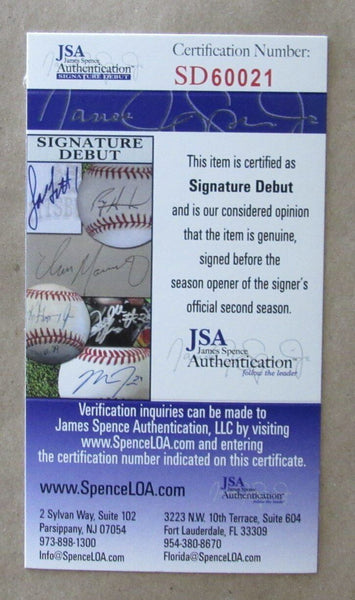 JSA
James Spence
Authentication
SIGNATURE DEBUT
Certification Number:
SD60021
SIGNATURE
DEBUT
This item is certified as
Signature Debut
and is our considered opinion
that the item is genuine,
signed before the
season opener of the signer's
official second season.
JSA
James Spence
Authentication
follow the leader
Verification inquiries can be made to
James Spence Authentication, LLC by visiting
www.SpenceLOA.com and entering
the certification number indicated on this certificate.
www.SpenceLOA.com
JSA
James Spence
Authentication
follow the leader
2 Sylvan Way, Suite 102
Parsippany, NJ 07054
973-898-1300
Info@SpenceLOA.com
3223 N.W. 10th Terrace, Suite 604
Fort Lauderdale, FL 33309
954-380-8670
Florida@SpenceLOA.com